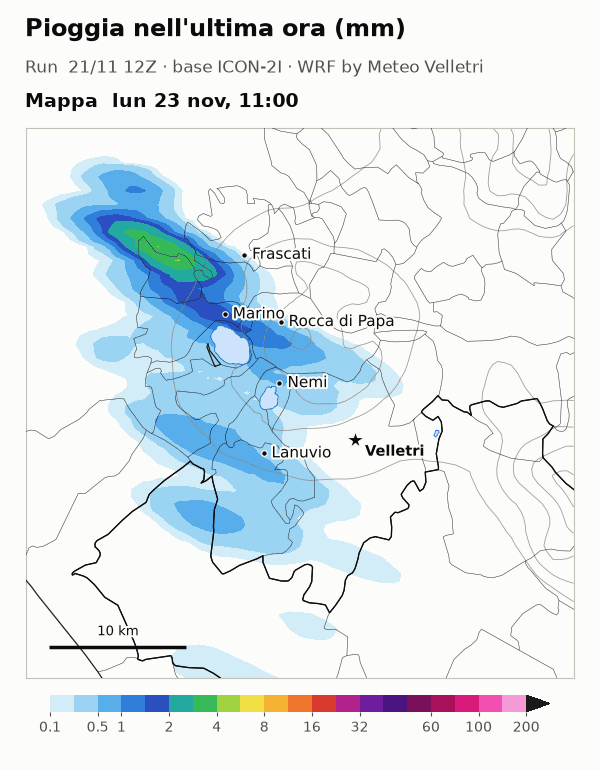 Pioggia nell'ultima ora (mm)
Run  21/11 12Z · base ICON-2I · WRF by Meteo Velletri
Mappa  lun 23 nov, 11:00
Frascati
Marino
Rocca di Papa
Nemi
Velletri
Lanuvio
10 km
0.1 0.5 1 2 4 8 16 32 60 100 200